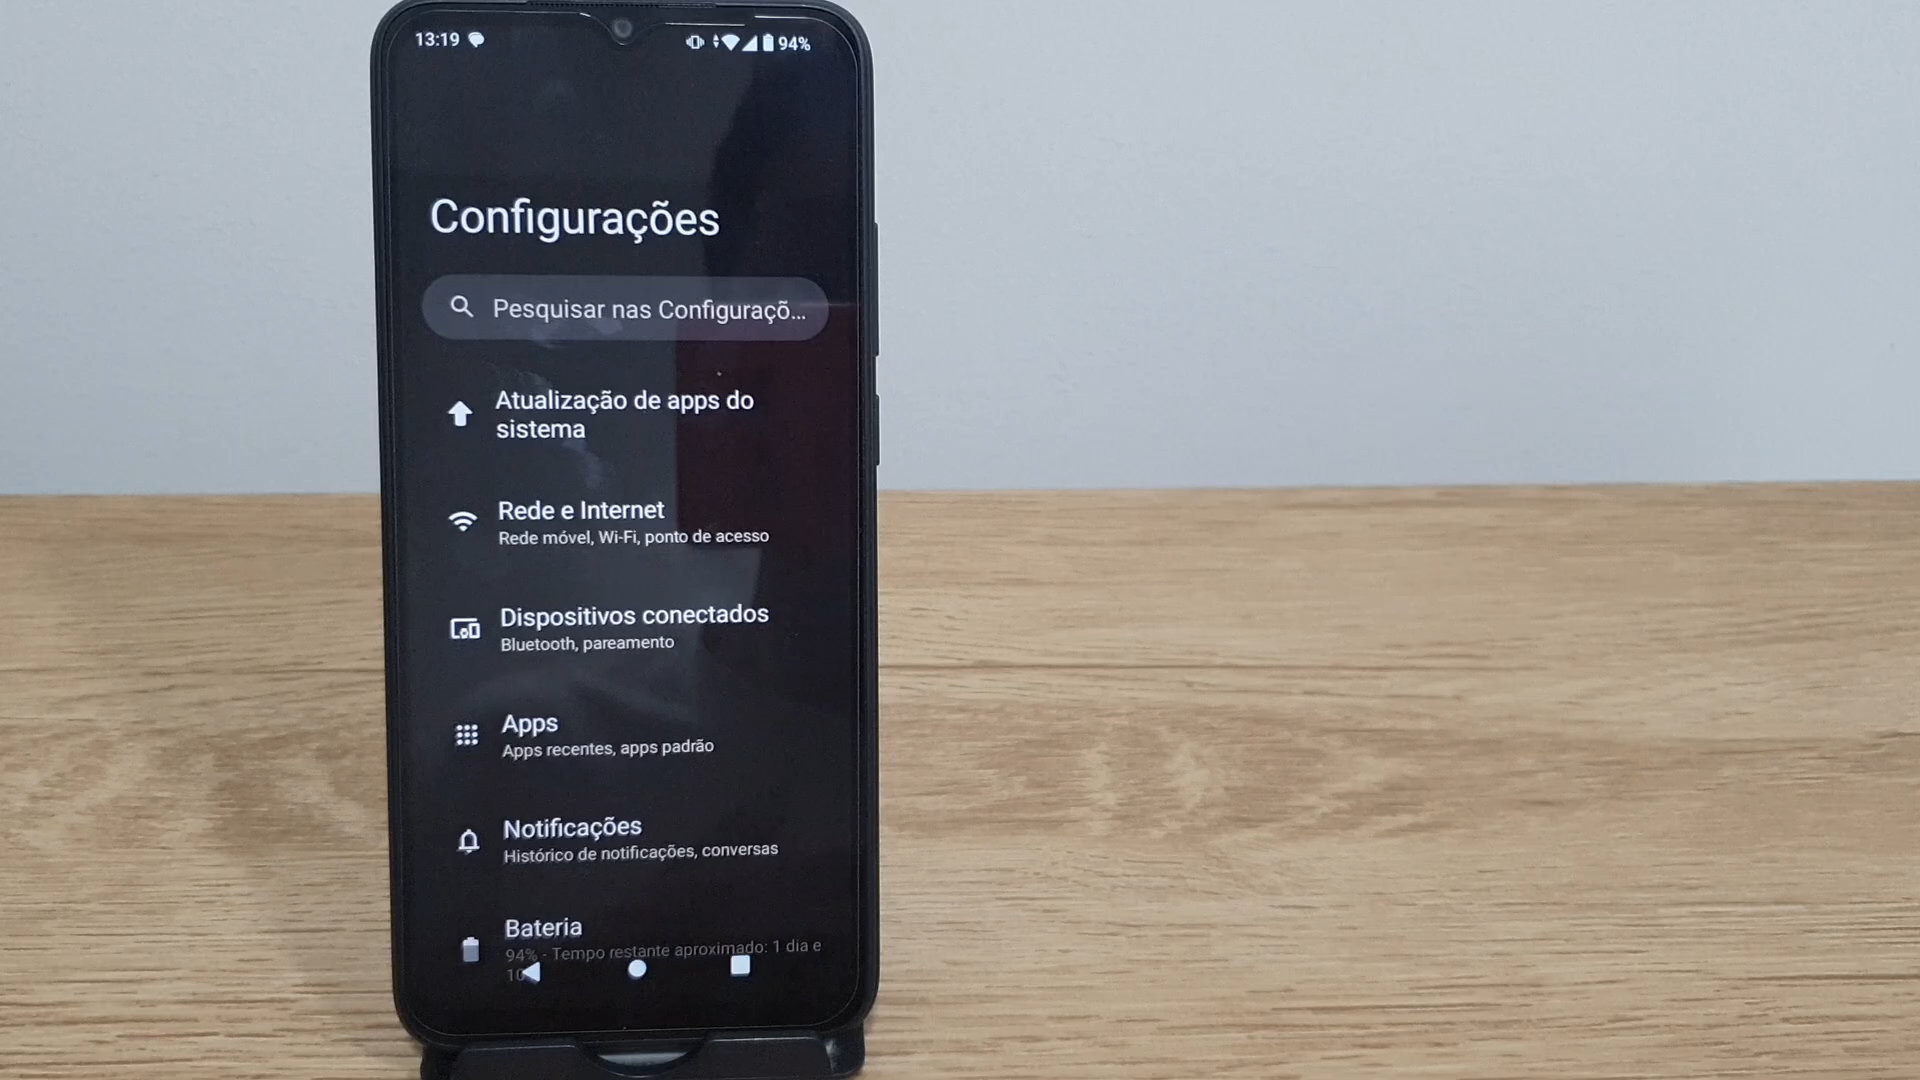 13:19
94%
Configurações
Pesquisar nas Configuraçõ...
Atualização de apps do
sistema
Rede e Internet
Rede móvel, Wi-Fi, ponto de acesso
Dispositivos conectados
Bluetooth, pareamento
Apps
Apps recentes, apps padrão
Notificações
Histórico de notificações, conversas
Bateria
94% - Tempo restante aproximado: 1 dia e